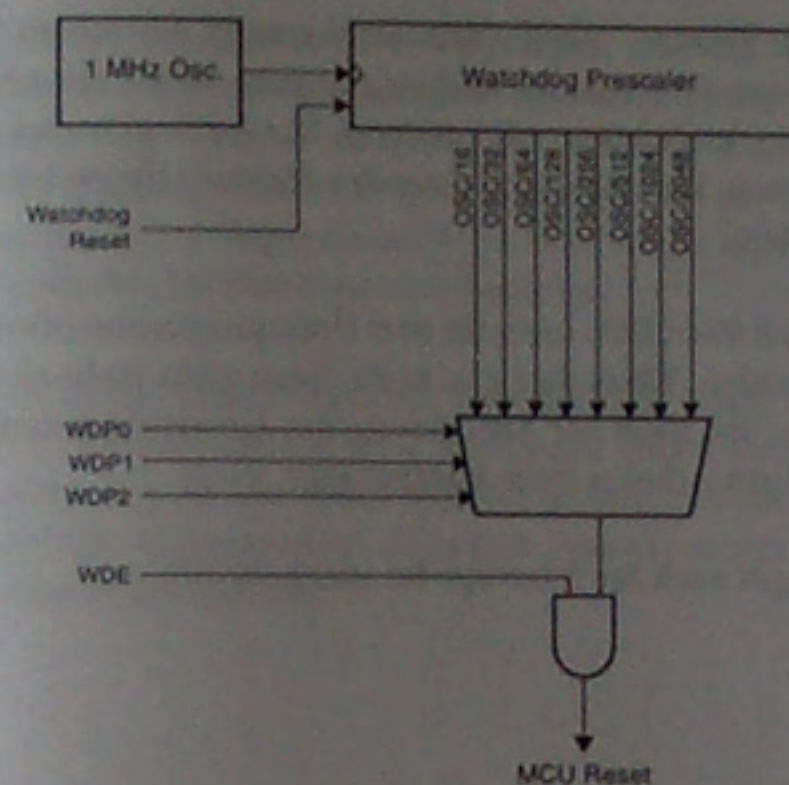 1 MHz Osc.
Watchdog Prescaler
Watchdog
Reset
OSC/16
OSC/32
OSC/64
OSC/128
OSC/256
OSC/512
OSC/1024
OSC/2048
WDP0
WDP1
WDP2
WDE
MCU Reset